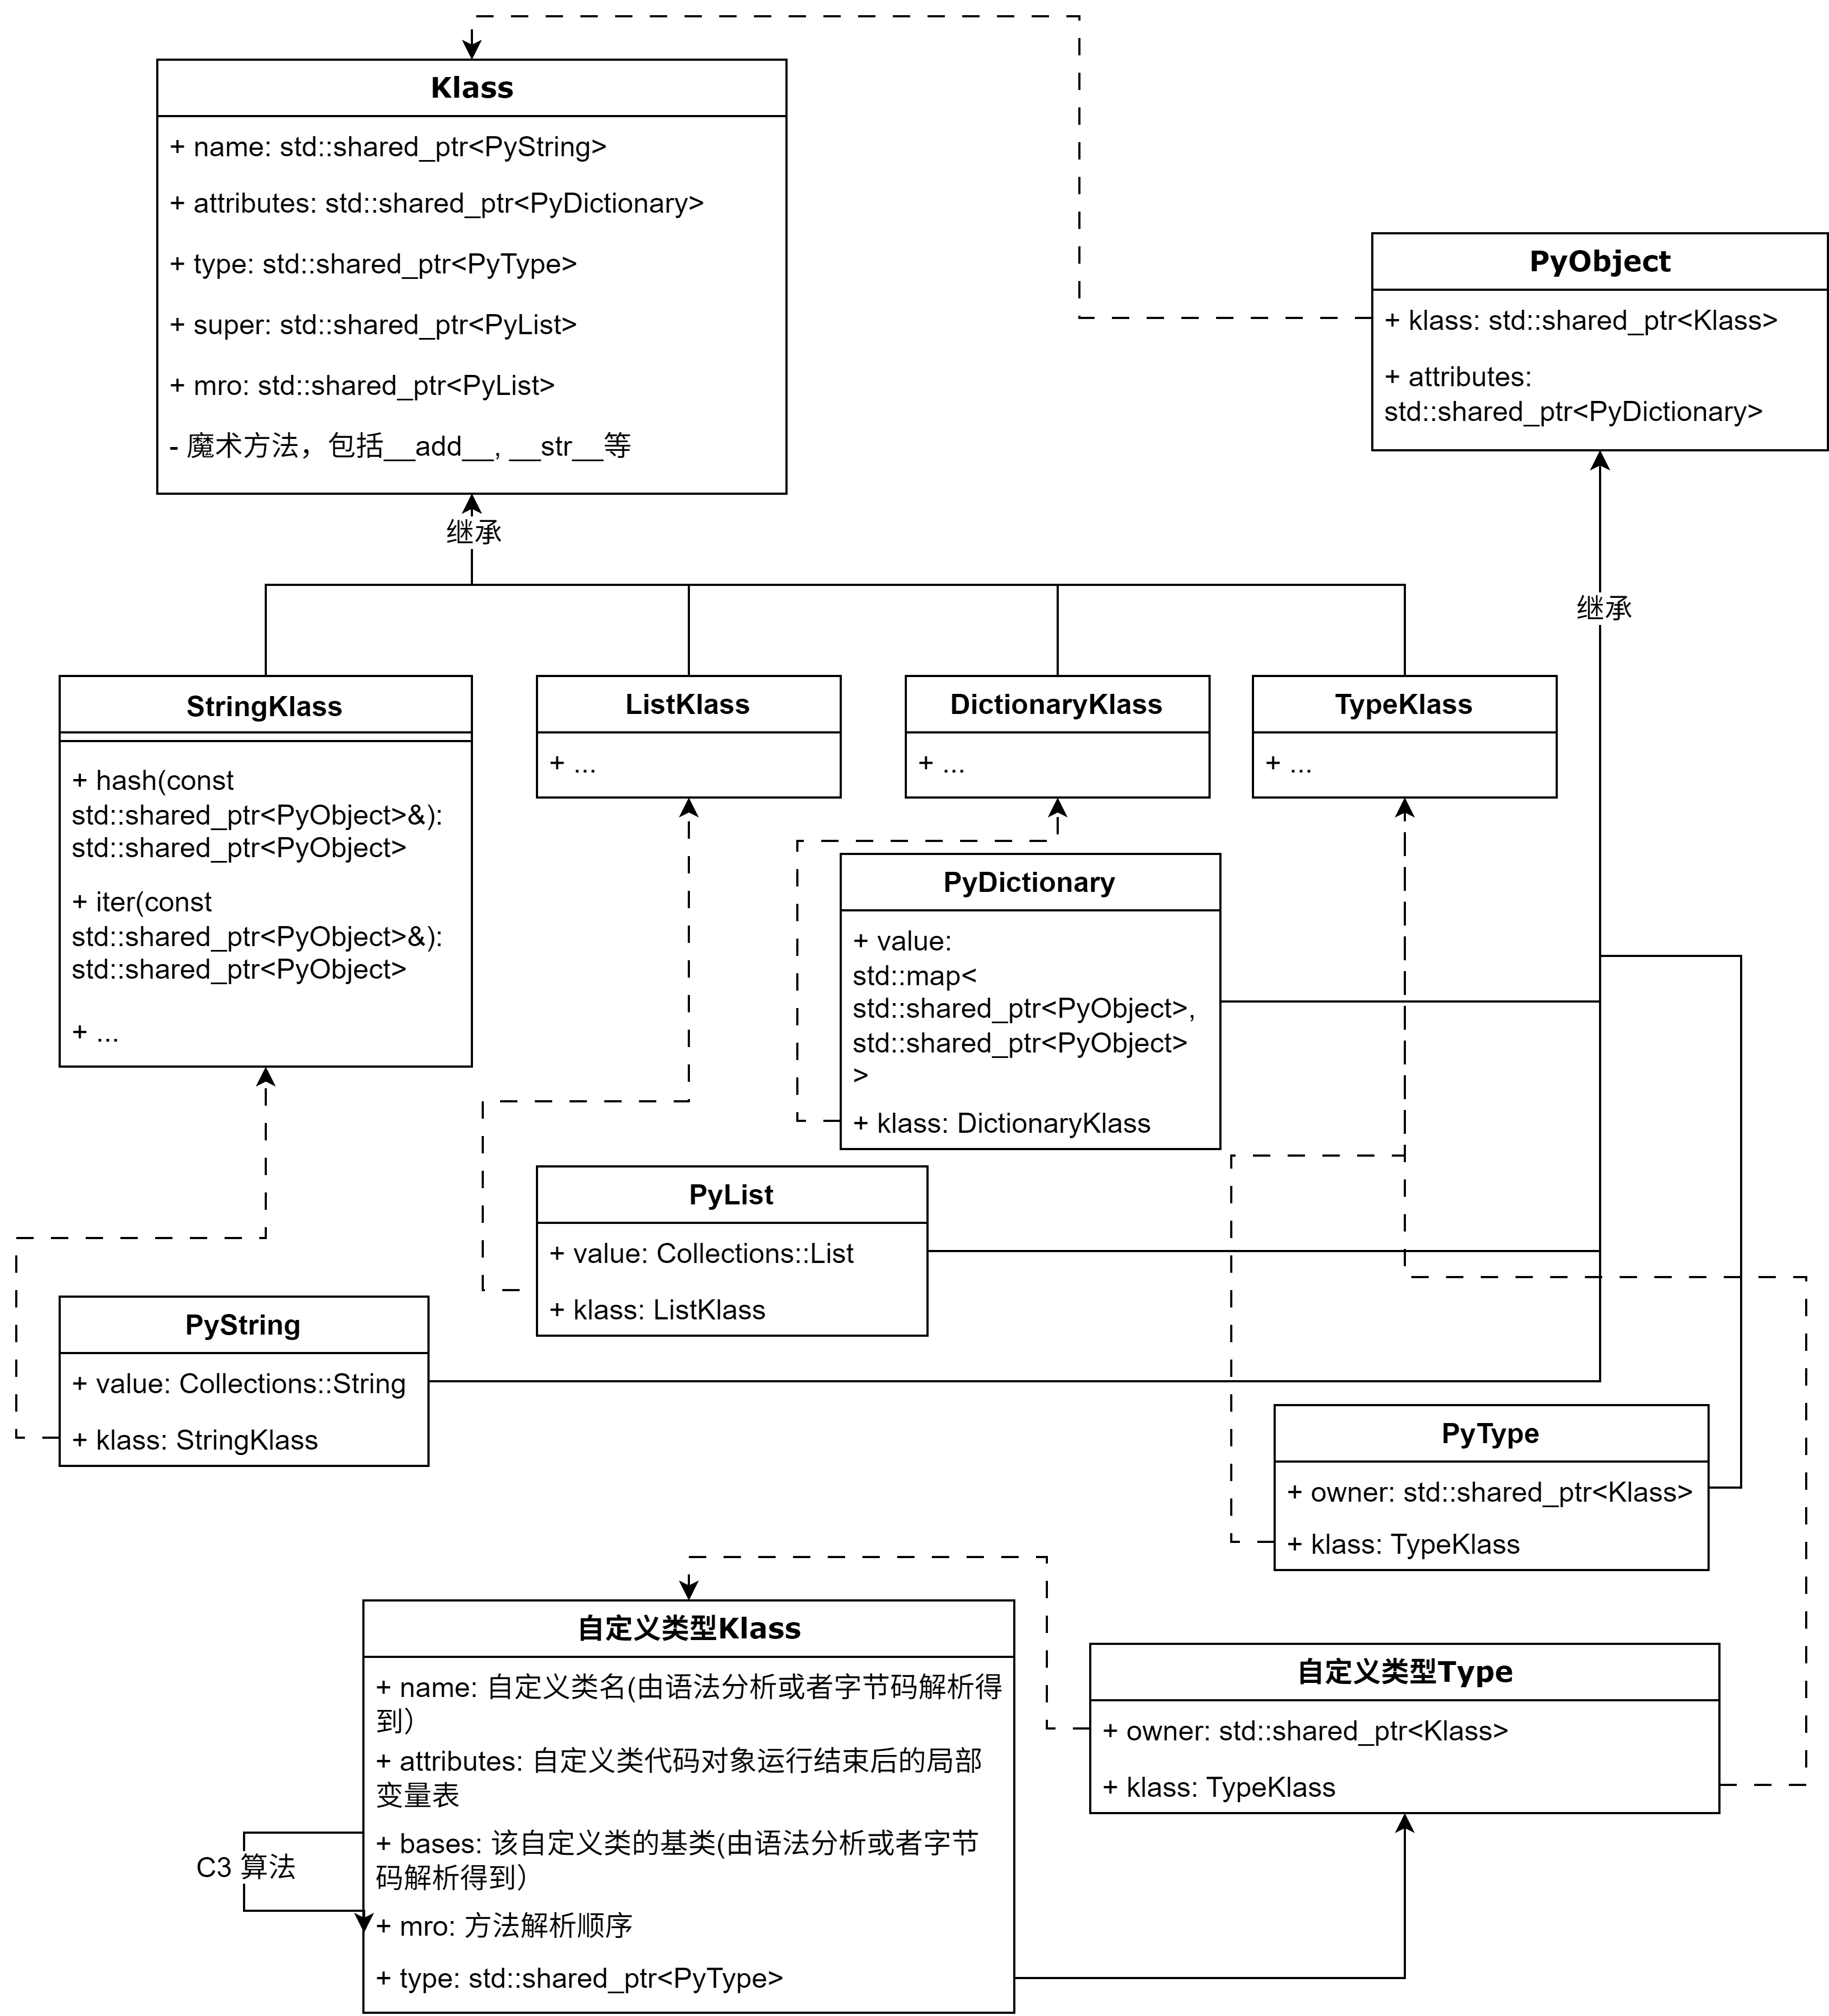 Klass
+ name: std::shared_ptr<PyString>
+ attributes: std::shared_ptr<PyDictionary>
+ type: std::shared_ptr<PyType>
+ super: std::shared_ptr<PyList>
+ mro: std::shared_ptr<PyList>
- 魔术方法，包括__add__, __str__等
PyObject
+ klass: std::shared_ptr<Klass>
+ attributes:
std::shared_ptr<PyDictionary>
继承
继承
StringKlass
+ hash(const
std::shared_ptr<PyObject>&):
std::shared_ptr<PyObject>
+ iter(const
std::shared_ptr<PyObject>&):
std::shared_ptr<PyObject>
+ ...
ListKlass
+ ...
DictionaryKlass
+ ...
TypeKlass
+ ...
PyDictionary
+ value:
std::map<
std::shared_ptr<PyObject>,
std::shared_ptr<PyObject>
>
+ klass: DictionaryKlass
PyList
+ value: Collections::List
+ klass: ListKlass
PyString
+ value: Collections::String
+ klass: StringKlass
PyType
+ owner: std::shared_ptr<Klass>
+ klass: TypeKlass
自定义类型Klass
+ name: 自定义类名(由语法分析或者字节码解析得
到）
+ attributes: 自定义类代码对象运行结束后的局部
变量表
+ bases: 该自定义类的基类(由语法分析或者字节
码解析得到）
+ mro: 方法解析顺序
+ type: std::shared_ptr<PyType>
C3 算法
自定义类型Type
+ owner: std::shared_ptr<Klass>
+ klass: TypeKlass